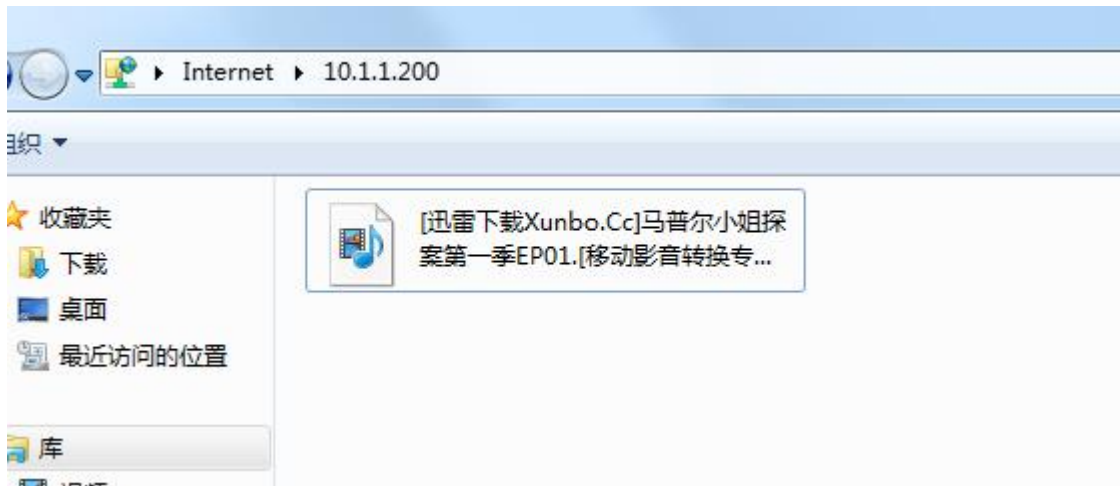 Internet
10.1.1.200
组织
收藏夹
[迅雷下载Xunbo.Cc]马普尔小姐探
案第一季EP01.[移动影音转换专...
下载
桌面
最近访问的位置
库
视频